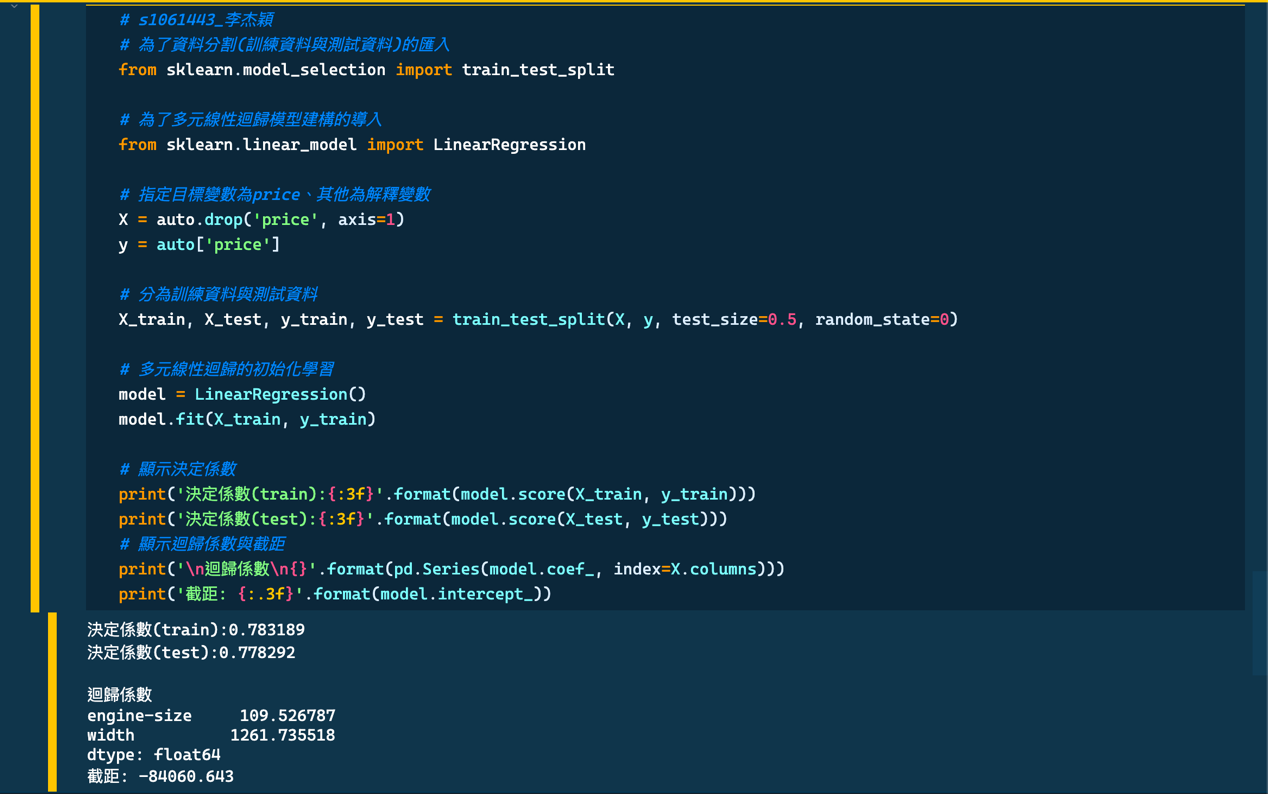 # s1061443_李杰穎
# 為了資料分割(訓練資料與測試資料)的匯入
from sklearn.model_selection import train_test_split
# 為了多元線性迴歸模型建構的導入
from sklearn.linear_model import LinearRegression
# 指定目標變數為price、其他為解釋變數
X = auto.drop('price', axis=1)
y = auto['price']
# 分為訓練資料與測試資料
X_train, X_test, y_train, y_test = train_test_split(X, y, test_size=0.5, random_state=0)
# 多元線性迴歸的初始化學習
model = LinearRegression()
model.fit(X_train, y_train)
# 顯示決定係數
print('決定係數(train):{:3f}'.format(model.score(X_train, y_train)))
print('決定係數(test):{:3f}'.format(model.score(X_test, y_test)))
# 顯示迴歸係數與截距
print('\n迴歸係數\n{}'.format(pd.Series(model.coef_, index=X.columns)))
print('截距: {:.3f}'.format(model.intercept_))
決定係數(train):0.783189
決定係數(test):0.778292
迴歸係數
engine-size     109.526787
width          1261.735518
dtype: float64
截距: -84060.643